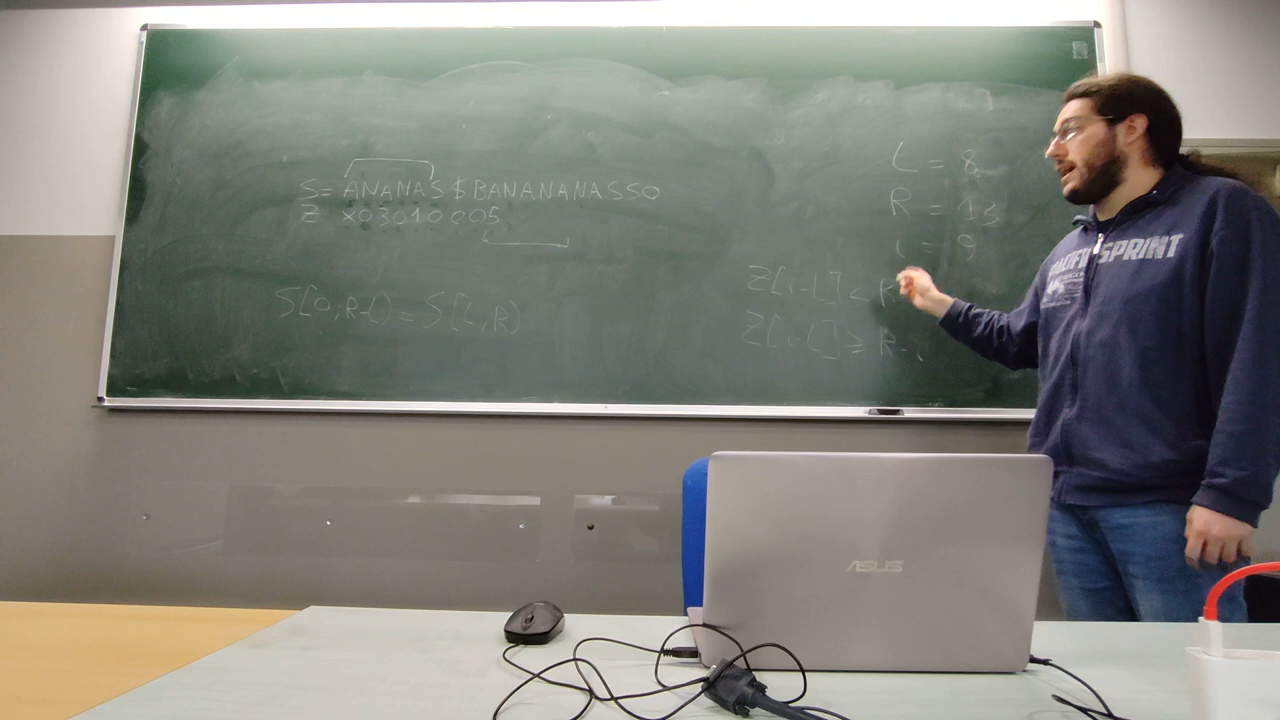 S= ANANAS$BANANANASSO
Z X03010005
S[0,R-L)=S[L,R)
L = 8
R = 13
i = 9
Z[i-L] < R
Z[i-L] ≥ R-i
SPRINT
ASUS